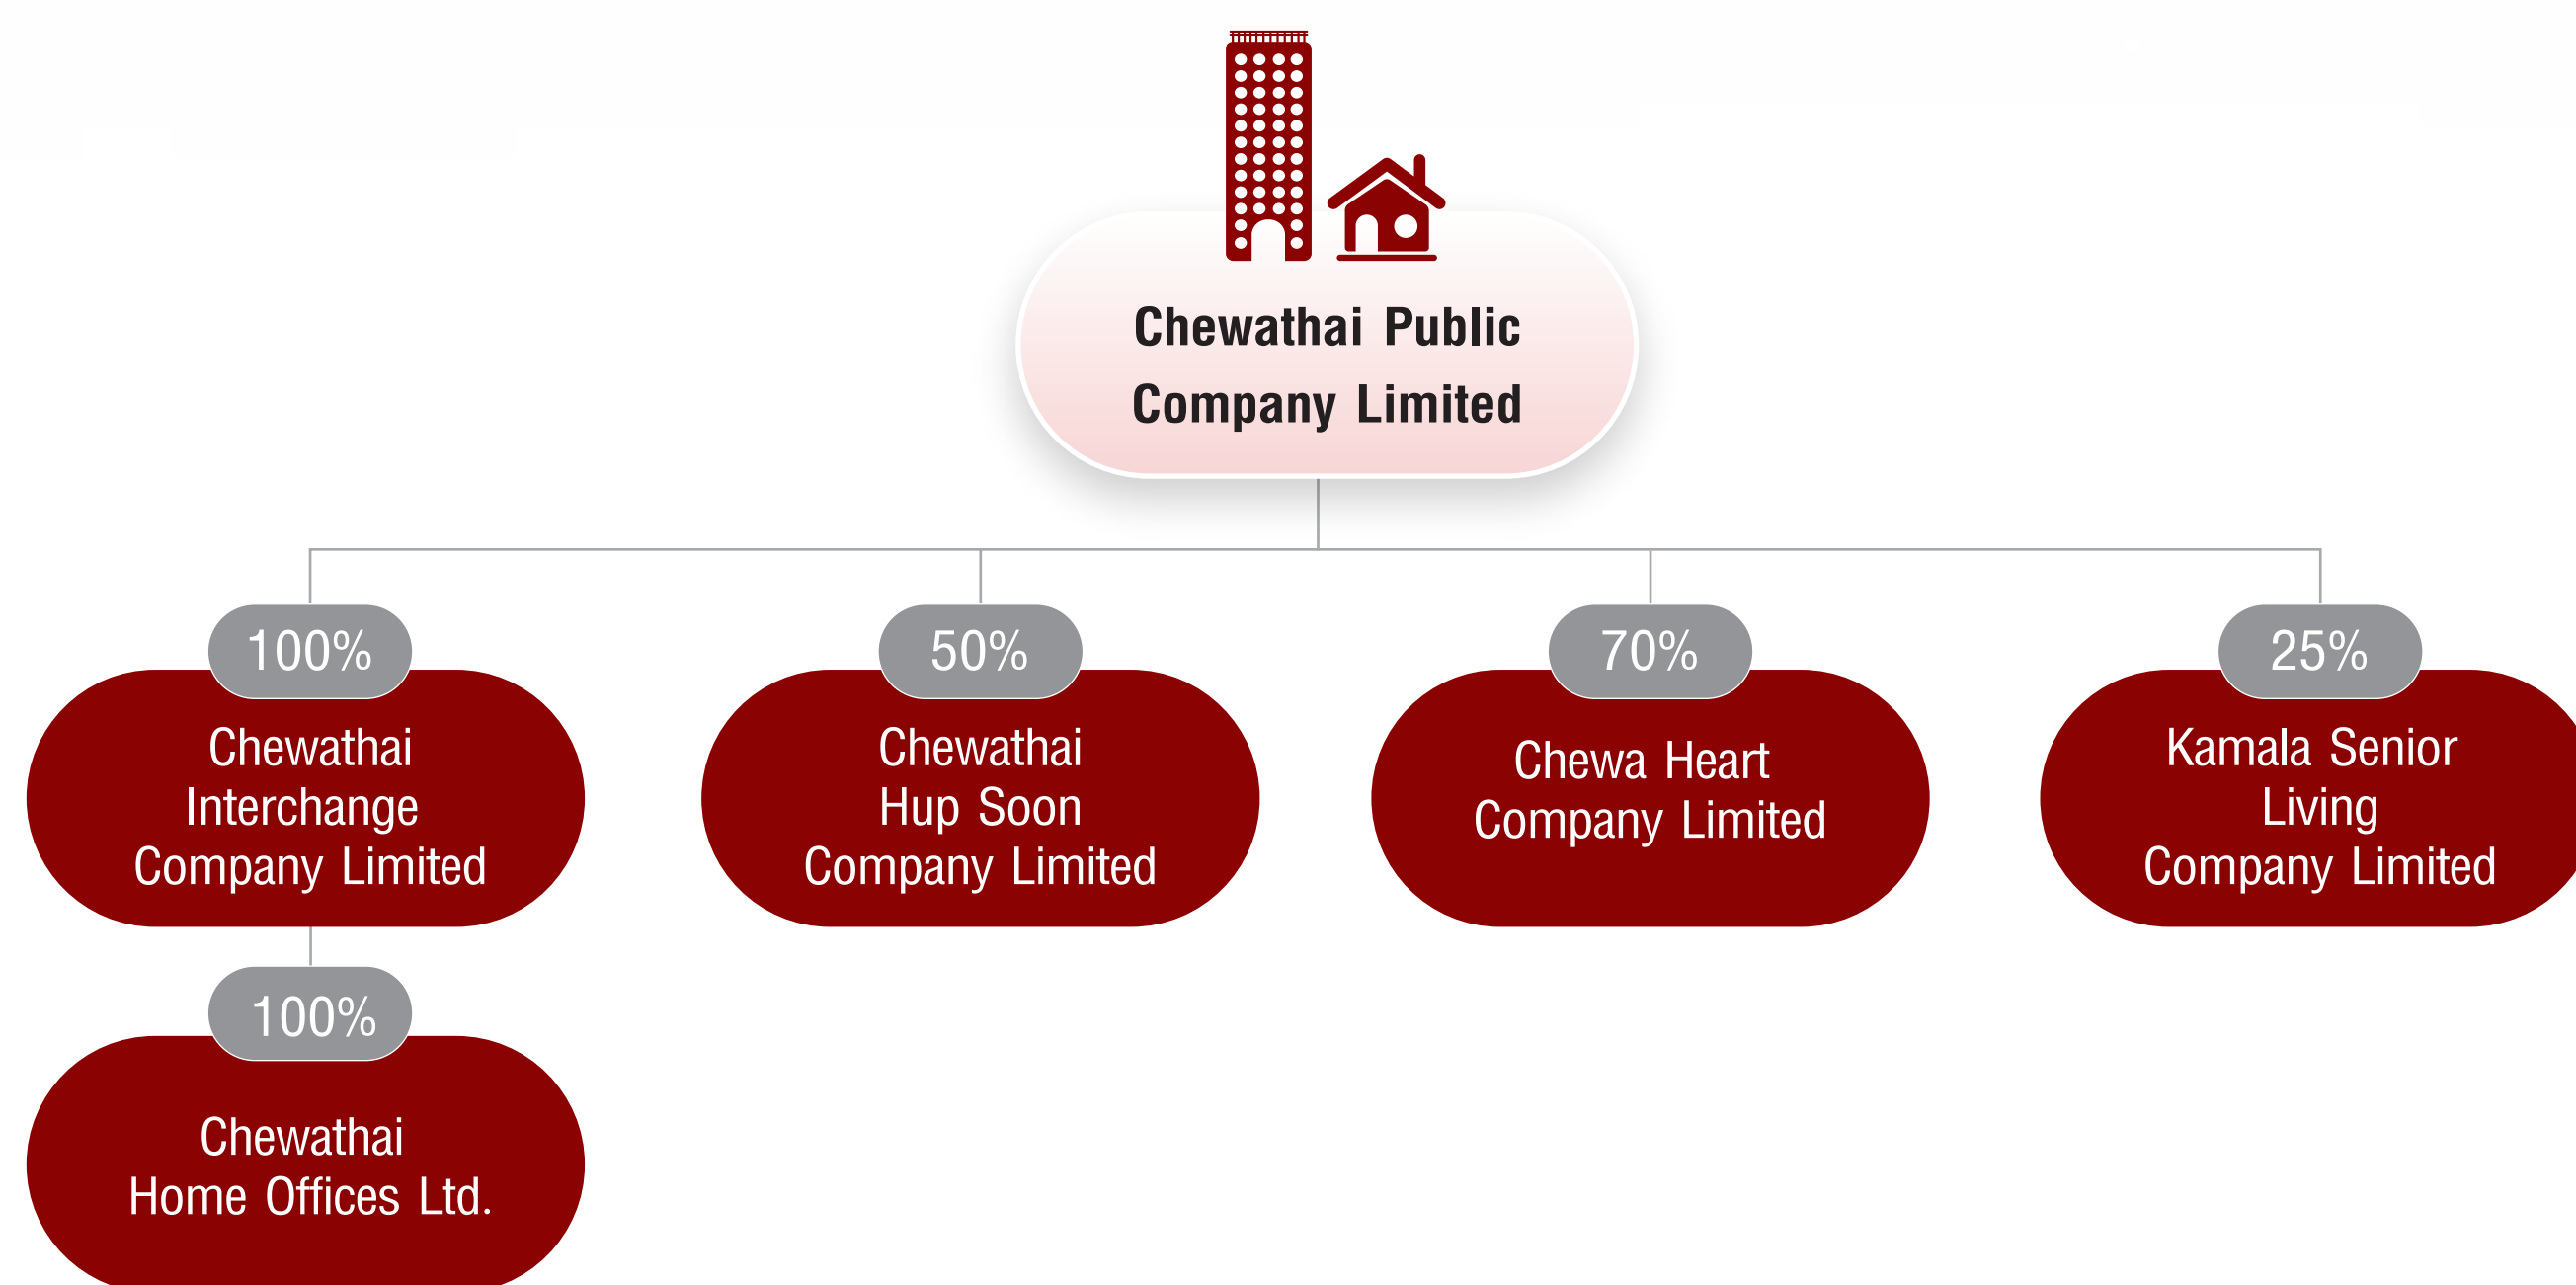 Chewathai Public
Company Limited
100%
50%
70%
25%
Chewathai
Interchange
Company Limited
Chewathai
Hup Soon
Company Limited
Chewa Heart
Company Limited
Kamala Senior
Living
Company Limited
100%
Chewathai
Home Offices Ltd.